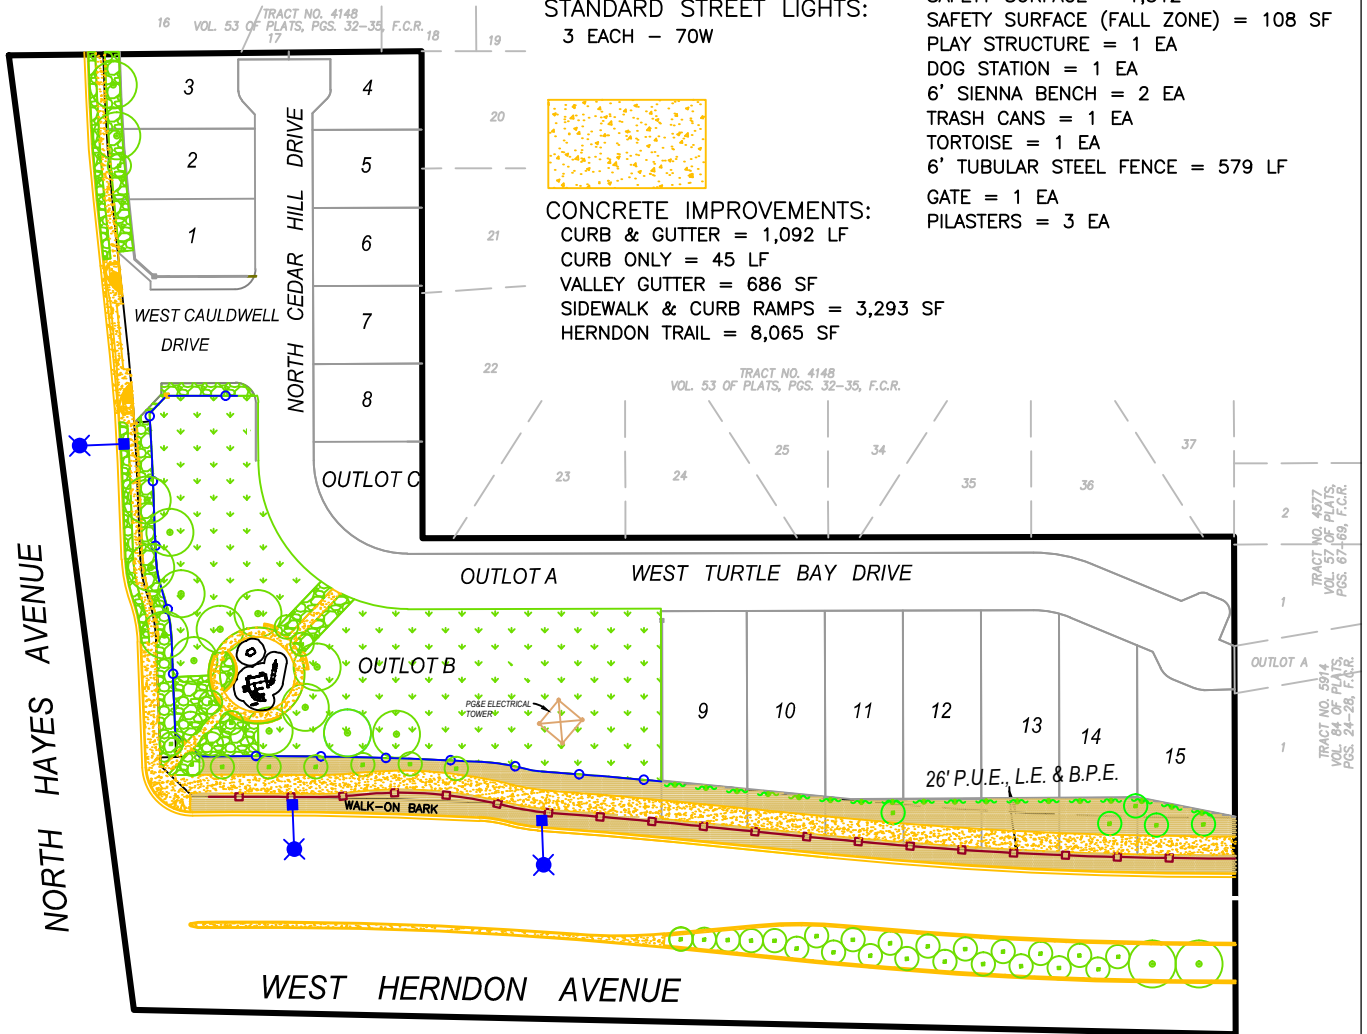 STANDARD STREET LIGHTS:
3 EACH - 70W
SAFETY SURFACE (FALL ZONE) = 108 SF
PLAY STRUCTURE = 1 EA
DOG STATION = 1 EA
6' SIENNA BENCH = 2 EA
TRASH CANS = 1 EA
TORTOISE = 1 EA
6' TUBULAR STEEL FENCE = 579 LF
GATE = 1 EA
PILASTERS = 3 EA
CONCRETE IMPROVEMENTS:
CURB & GUTTER = 1,092 LF
CURB ONLY = 45 LF
VALLEY GUTTER = 686 SF
SIDEWALK & CURB RAMPS = 3,293 SF
HERNDON TRAIL = 8,065 SF
TRACT NO. 4148
VOL. 53 OF PLATS, PGS. 32-35, F.C.R.
16
17
18
19
20
21
22
3
2
1
4
5
6
7
8
NORTH CEDAR HILL DRIVE
WEST CAULDWELL
DRIVE
OUTLOT C
TRACT NO. 4148
VOL. 53 OF PLATS, PGS. 32-35, F.C.R.
23
24
25
34
35
36
37
2
1
TRACT NO. 4577
VOL. 57 OF PLATS,
PGS. 67-69, F.C.R.
OUTLOT A
1
TRACT NO. 5914
VOL. 84 OF PLATS,
PGS. 24-28, F.C.R.
OUTLOT A
WEST TURTLE BAY DRIVE
OUTLOT B
PG&E ELECTRICAL
TOWER
9
10
11
12
13
14
15
26' P.U.E., L.E. & B.P.E.
WALK-ON BARK
NORTH HAYES AVENUE
WEST HERNDON AVENUE